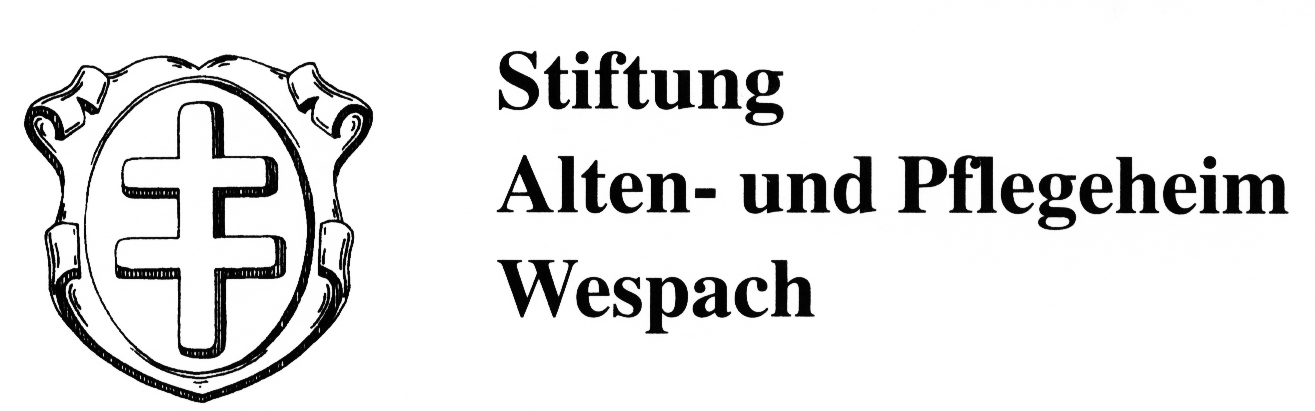 Stiftung
Alten- und Pflegeheim
Wespach